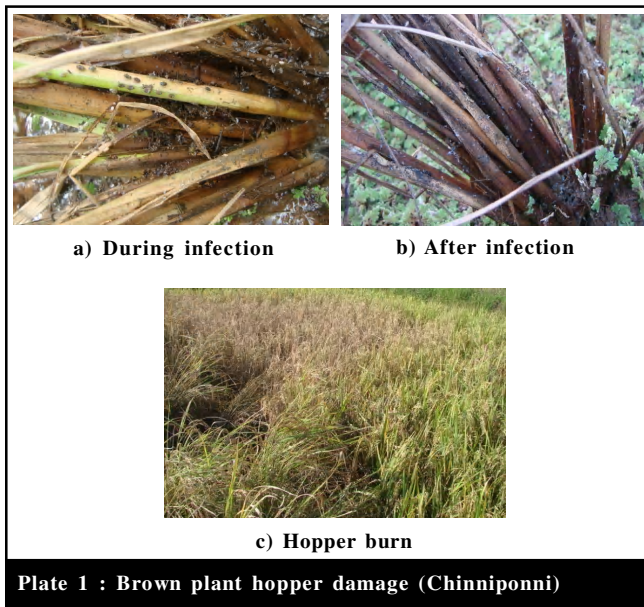 a) During infection
b) After infection
c) Hopper burn
Plate 1 : Brown plant hopper damage (Chinniponni)